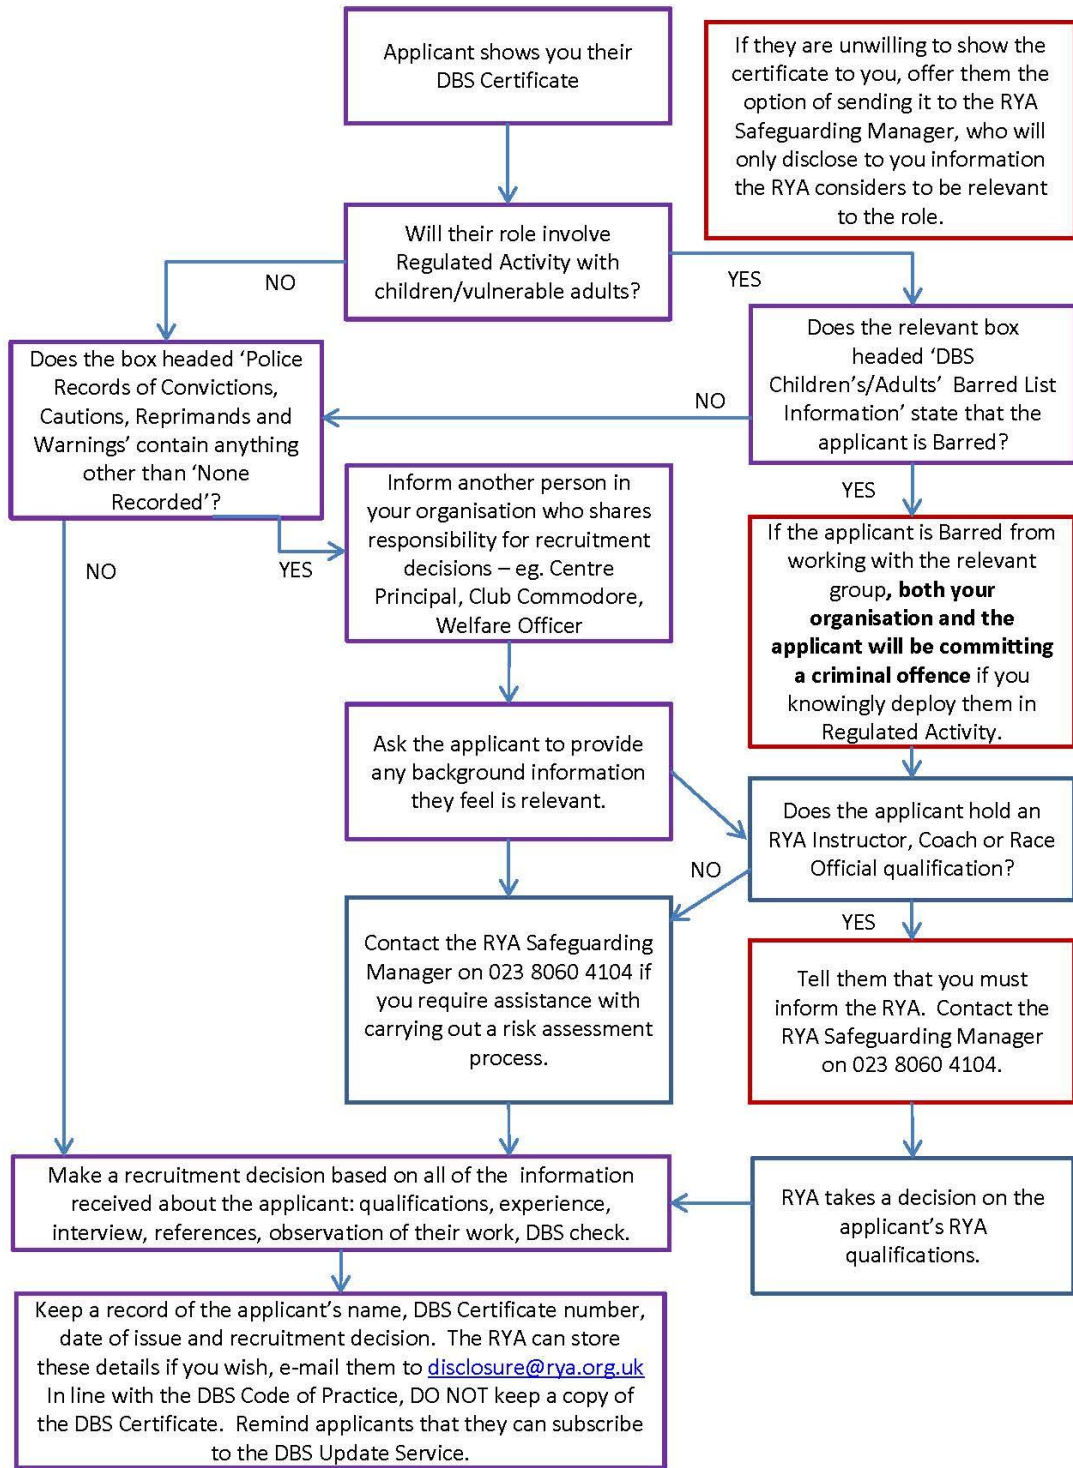 Applicant shows you their
DBS Certificate
If they are unwilling to show the
certificate to you, offer them the
option of sending it to the RYA
Safeguarding Manager, who will
only disclose to you information
the RYA considers to be relevant
to the role.
Will their role involve
Regulated Activity with
children/vulnerable adults?
NO
YES
Does the box headed ‘Police
Records of Convictions,
Cautions, Reprimands and
Warnings’ contain anything
other than ‘None
Recorded’?
Does the relevant box
headed ‘DBS
Children’s/Adults’ Barred List
Information’ state that the
applicant is Barred?
NO
YES
NO
YES
Inform another person in
your organisation who shares
responsibility for recruitment
decisions – eg. Centre
Principal, Club Commodore,
Welfare Officer
If the applicant is Barred from
working with the relevant
group, both your
organisation and the
applicant will be committing
a criminal offence if you
knowingly deploy them in
Regulated Activity.
Ask the applicant to provide
any background information
they feel is relevant.
Does the applicant hold an
RYA Instructor, Coach or Race
Official qualification?
NO
YES
Contact the RYA Safeguarding
Manager on 023 8060 4104 if
you require assistance with
carrying out a risk assessment
process.
Tell them that you must
inform the RYA. Contact the
RYA Safeguarding Manager
on 023 8060 4104.
Make a recruitment decision based on all of the information
received about the applicant: qualifications, experience,
interview, references, observation of their work, DBS check.
RYA takes a decision on the
applicant’s RYA
qualifications.
Keep a record of the applicant’s name, DBS Certificate number,
date of issue and recruitment decision. The RYA can store
these details if you wish, e-mail them to disclosure@rya.org.uk
In line with the DBS Code of Practice, DO NOT keep a copy of
the DBS Certificate. Remind applicants that they can subscribe
to the DBS Update Service.